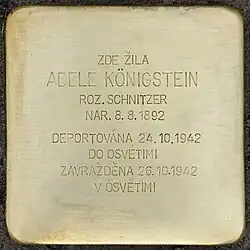 ZDE ŽILA
ADELE KÖNIGSTEIN
ROZ. SCHNITZER
NAR. 8. 8. 1892
DEPORTOVÁNA 24. 10. 1942
DO OSVĚTIMI
ZAVRAŽDĚNA 26. 10. 1942
V OSVĚTIMI